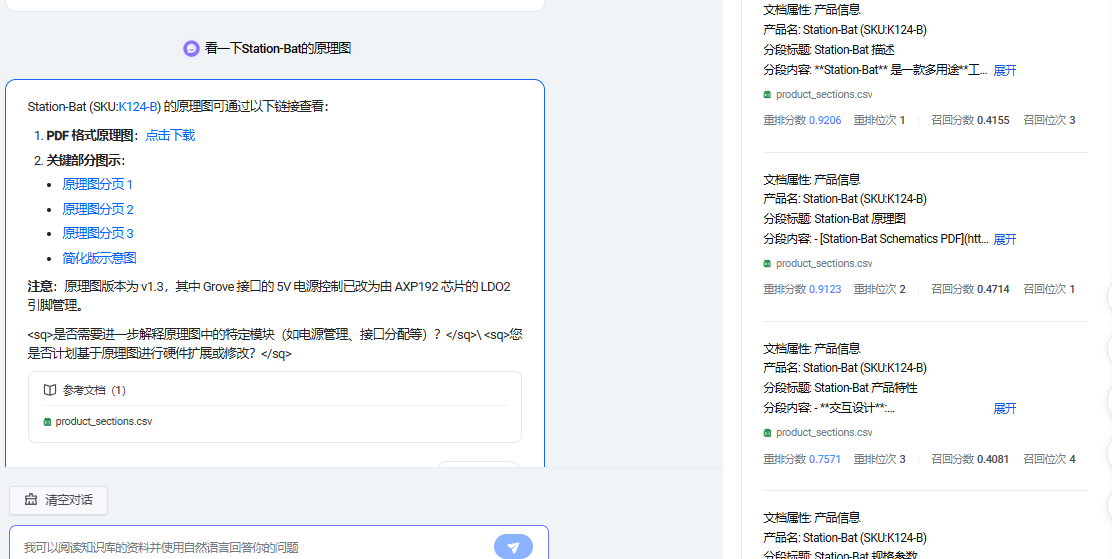 看一下Station-Bat的原理图
Station-Bat (SKU:K124-B) 的原理图可通过以下链接查看：
1. PDF 格式原理图：点击下载
2. 关键部分图示：
• 原理图分页 1
• 原理图分页 2
• 原理图分页 3
• 简化版示意图
注意：原理图版本为 v1.3，其中 Grove 接口的 5V 电源控制已改为由 AXP192 芯片的 LDO2
引脚管理。
<sq>是否需要进一步解释原理图中的特定模块（如电源管理、接口分配等）？</sq>\ <sq>您
是否计划基于原理图进行硬件扩展或修改？</sq>
参考文档（1）
product_sections.csv
清空对话
我可以阅读知识库的资料并使用自然语言回答你的问题
文档属性: 产品信息
产品名: Station-Bat (SKU:K124-B)
分段标题: Station-Bat 描述
分段内容: **Station-Bat** 是一款多用途**工... 展开
product_sections.csv
重排分数 0.9206 重排位次 1 召回分数 0.4155 召回位次 3
文档属性: 产品信息
产品名: Station-Bat (SKU:K124-B)
分段标题: Station-Bat 原理图
分段内容: - [Station-Bat Schematics PDF](htt... 展开
product_sections.csv
重排分数 0.9123 重排位次 2 召回分数 0.4714 召回位次 1
文档属性: 产品信息
产品名: Station-Bat (SKU:K124-B)
分段标题: Station-Bat 产品特性
分段内容: - **交互设计**:... 展开
product_sections.csv
重排分数 0.7571 重排位次 3 召回分数 0.4081 召回位次 4
文档属性: 产品信息
产品名: Station-Bat (SKU:K124-B)
分段标题: Station-Bat 规格参数